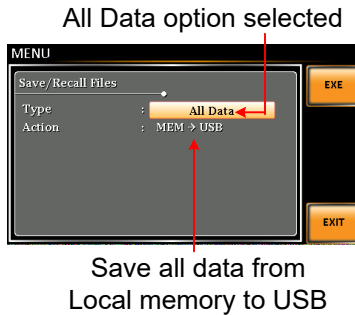 All Data option selected
MENU
Save/Recall Files
EXE
Type : All Data
Action : MEM → USB
EXIT
Save all data from
Local memory to USB